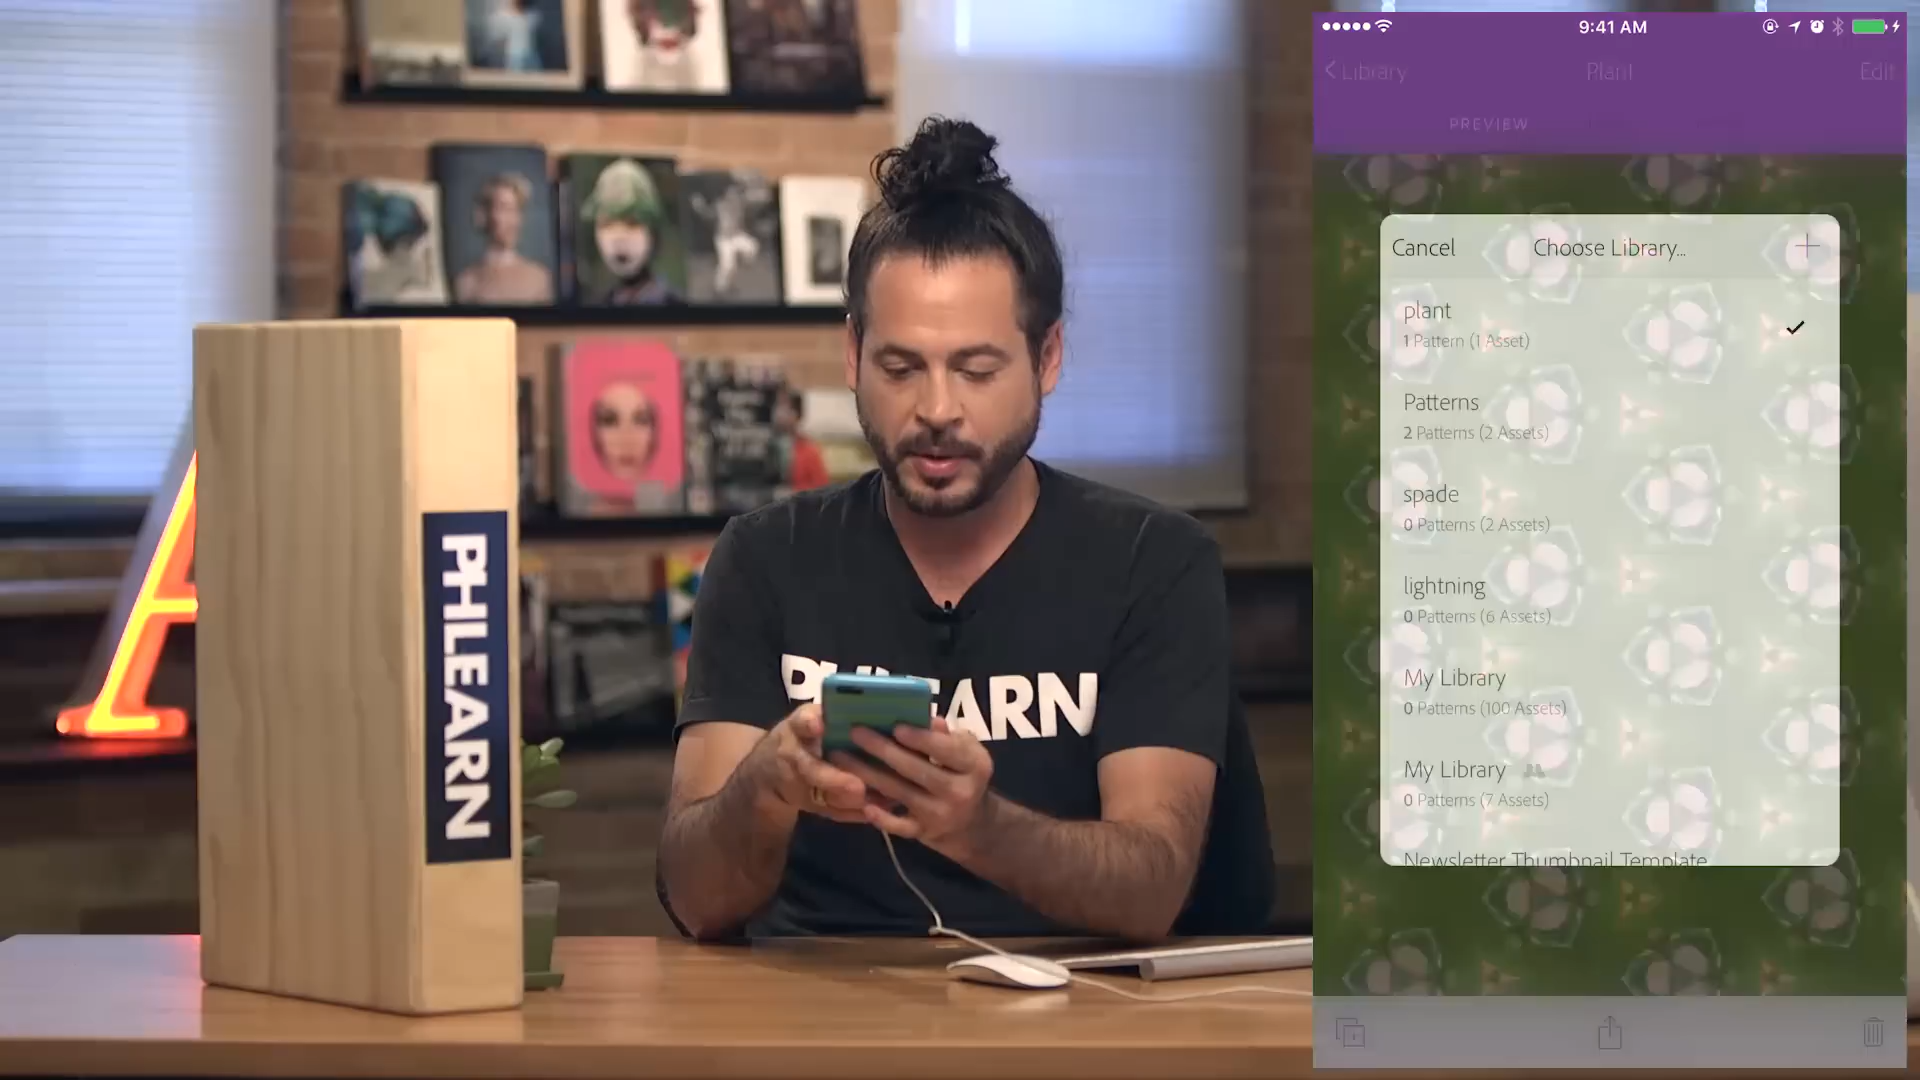 PHLEARN
ARN
9:41 AM
Library
Plant
Edit
PREVIEW
Cancel
Choose Library...
plant
1 Pattern (1 Asset)
Patterns
2 Patterns (2 Assets)
spade
0 Patterns (2 Assets)
lightning
0 Patterns (6 Assets)
My Library
0 Patterns (100 Assets)
My Library
0 Patterns (7 Assets)
Newsletter Thumbnail Template